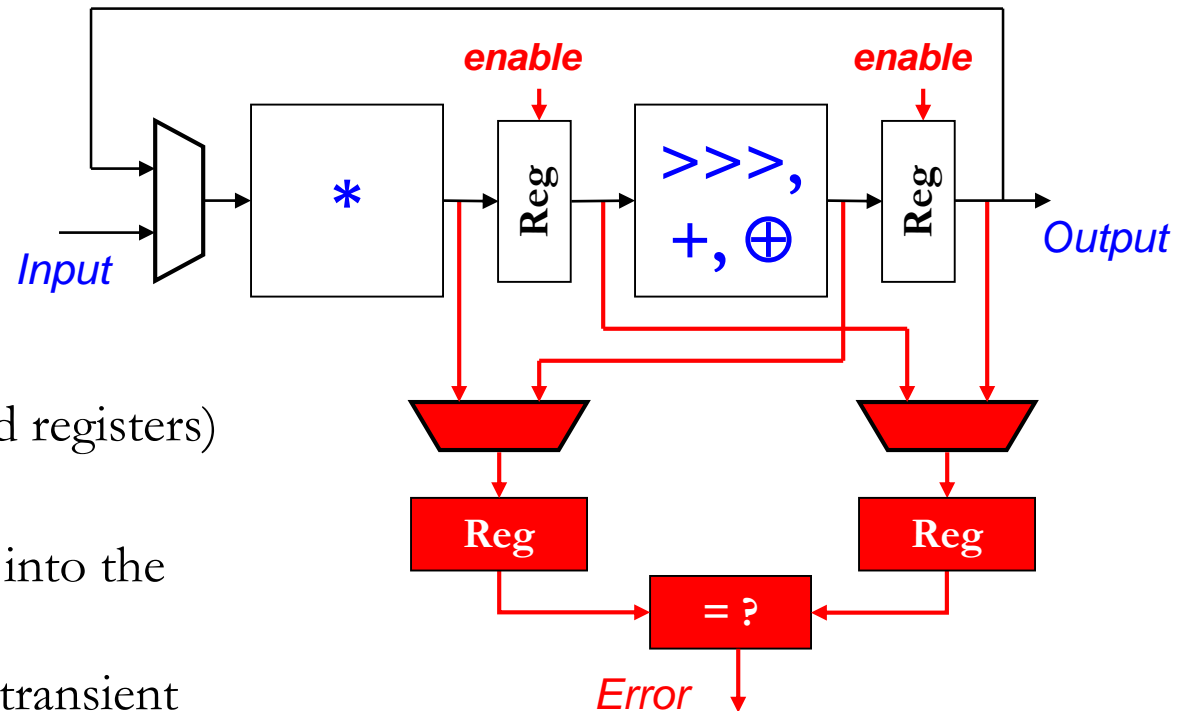 enable
enable
*
Reg
>>>,
+, ⊕
Reg
Input
Output
d registers)
Reg
Reg
into the
= ?
transient
Error